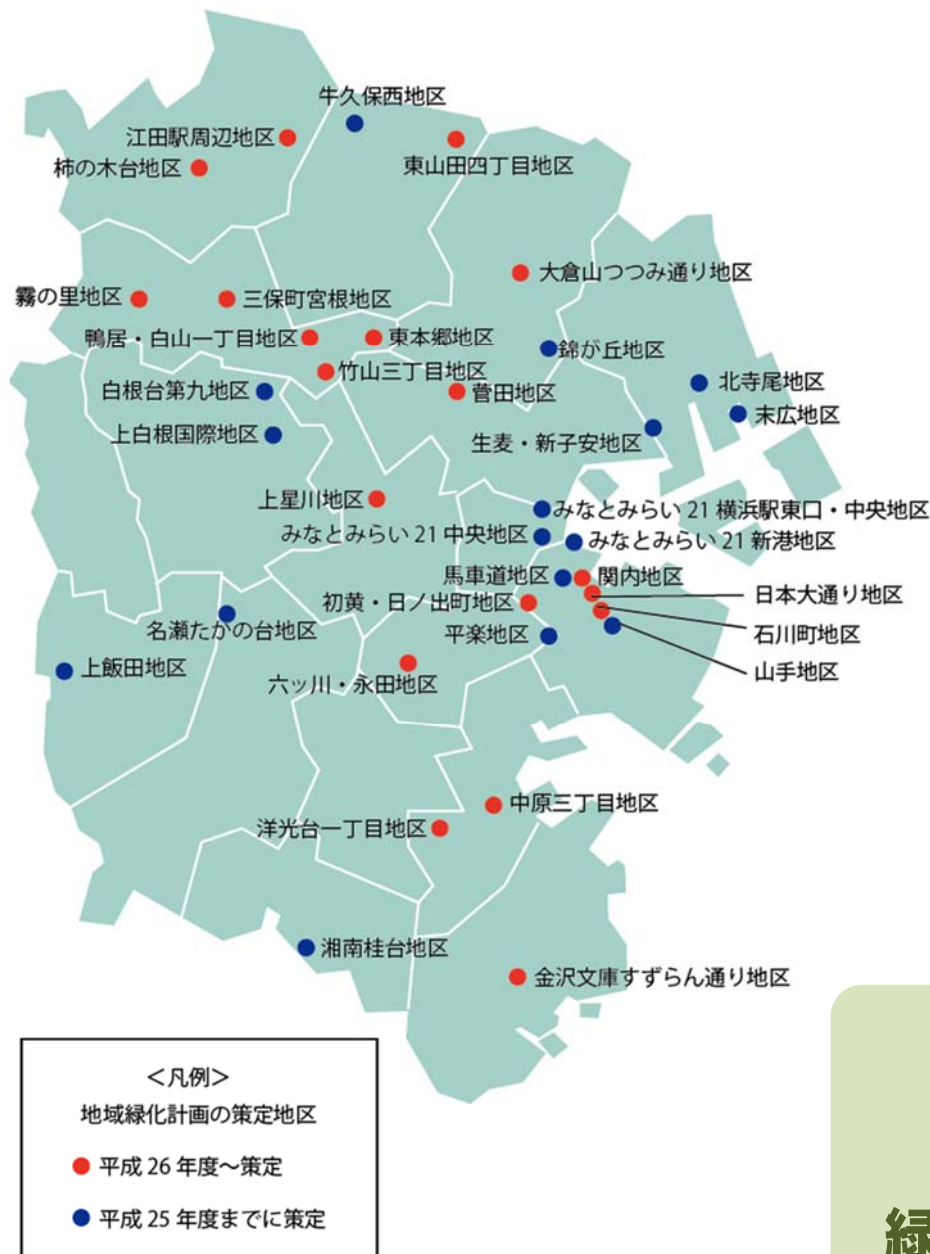 牛久保西地区
江田駅周辺地区
東山田四丁目地区
柿の木台地区
大倉山つつみ通り地区
霧の里地区
三保町宮根地区
鴨居・白山一丁目地区
東本郷地区
錦が丘地区
竹山三丁目地区
北寺尾地区
白根台第九地区
菅田地区
末広地区
上白根国際地区
生麦・新子安地区
上星川地区
みなとみらい 21 横浜駅東口・中央地区
みなとみらい 21 中央地区
みなとみらい 21 新港地区
馬車道地区
関内地区
日本大通り地区
初黄・日ノ出町地区
名瀬たかの台地区
平楽地区
石川町地区
上飯田地区
山手地区
六ッ川・永田地区
中原三丁目地区
洋光台一丁目地区
湘南桂台地区
金沢文庫すずらん通り地区
＜凡例＞
地域緑化計画の策定地区
平成 26 年度～策定
平成 25 年度までに策定
緑